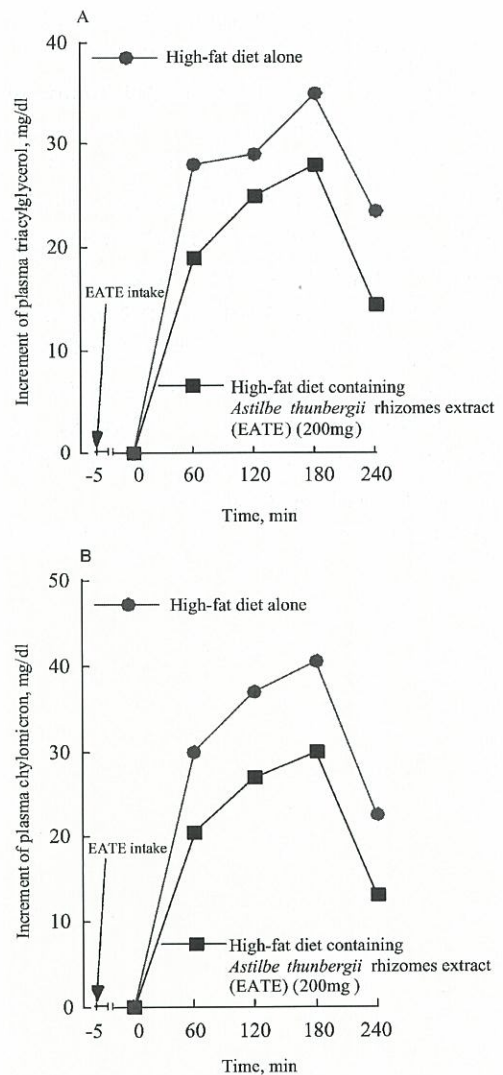 A
40
High-fat diet alone
30
20
EATE intake
10
High-fat diet containing
Astilbe thunbergii rhizomes extract
(EATE) (200mg)
0
-5 0 60 120 180 240
Time, min
Increment of plasma triacylglycerol, mg/dl
B
50
High-fat diet alone
40
30
20
EATE intake
10
High-fat diet containing
Astilbe thunbergii rhizomes extract
(EATE) (200mg)
0
-5 0 60 120 180 240
Time, min
Increment of plasma chylomicron, mg/dl